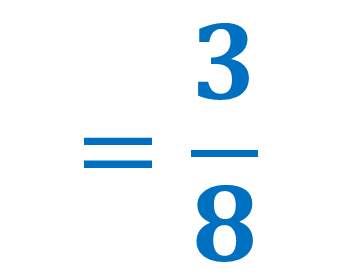 = 3/8